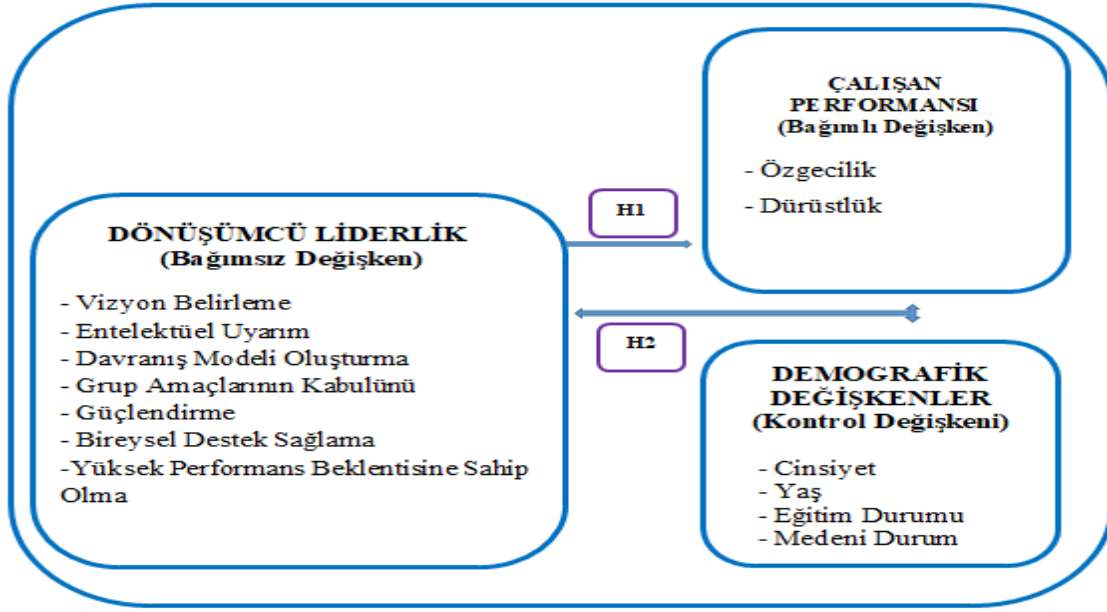 ÇALIŞAN
PERFORMANSI
(Bağımlı Değişken)
- Özgecilik
- Dürüstlük
H1
DÖNÜŞÜMCÜ LİDERLİK
(Bağımsız Değişken)
- Vizyon Belirleme
- Entelektüel Uyarım
- Davranış Modeli Oluşturma
- Grup Amaçlarının Kabulünü
- Güçlendirme
- Bireysel Destek Sağlama
-Yüksek Performans Beklentisine Sahip
Olma
H2
DEMOGRAFİK
DEĞİŞKENLER
(Kontrol Değişkeni)
- Cinsiyet
- Yaş
- Eğitim Durumu
- Medeni Durum